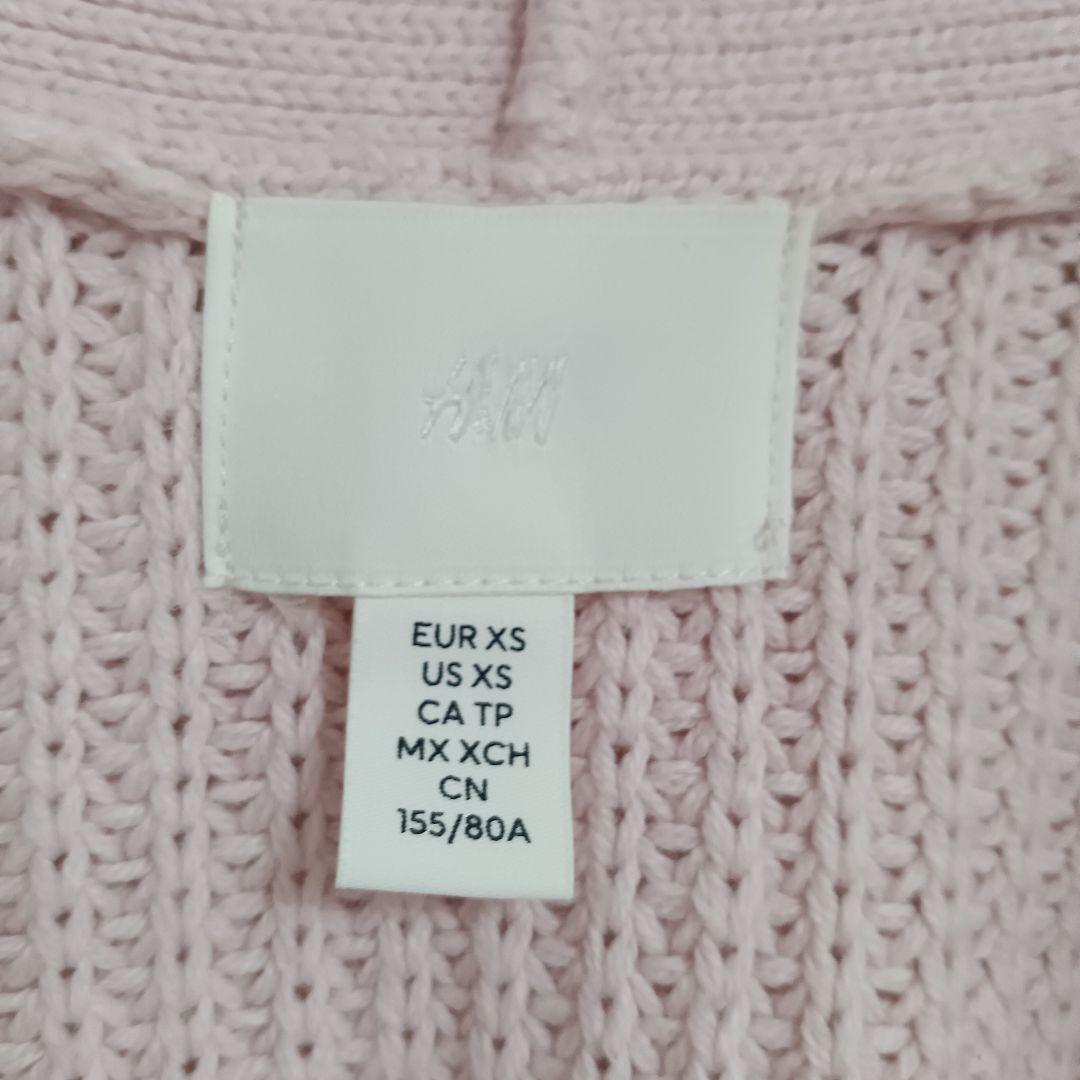 H&M
EUR XS
US XS
CA TP
MX XCH
CN
155/80A